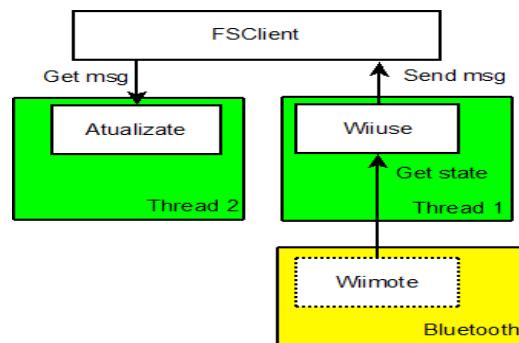 FSClient
Get msg
Send msg
Atualizate
Wiiuse
Get state
Thread 2
Thread 1
Wiimote
Bluetooth